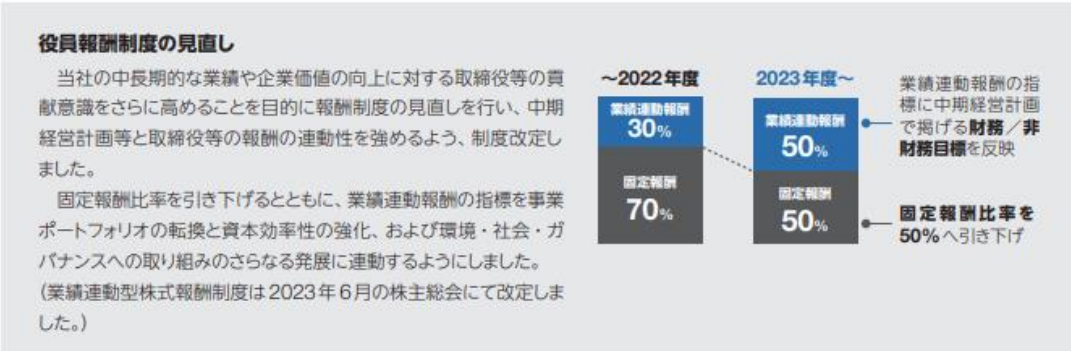 役員報酬制度の見直し
当社の中長期的な業績や企業価値の向上に対する取締役等の貢
献意識をさらに高めることを目的に報酬制度の見直しを行い、中期
経営計画等と取締役等の報酬の連動性を強めるよう、制度改定し
ました。
固定報酬比率を引き下げるとともに、業績連動報酬の指標を事業
ポートフォリオの転換と資本効率性の強化、および環境・社会・ガ
バナンスへの取り組みのさらなる発展に連動するようにしました。
(業績連動型株式報酬制度は2023年6月の株主総会にて改定しま
した。)
～2022年度
業績連動報酬
30%
固定報酬
70%
2023年度～
業績連動報酬
50%
固定報酬
50%
業績連動報酬の指
標に中期経営計画
で掲げる財務／非
財務目標を反映
固定報酬比率を
50%へ引き下げ